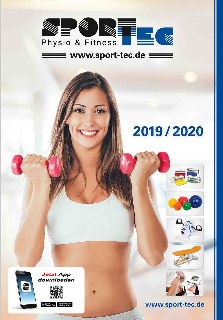 SPORTTEC
Physio & Fitness
www.sport-tec.de
2019 / 2020
Jetzt App
downloaden
www.sport-tec.de